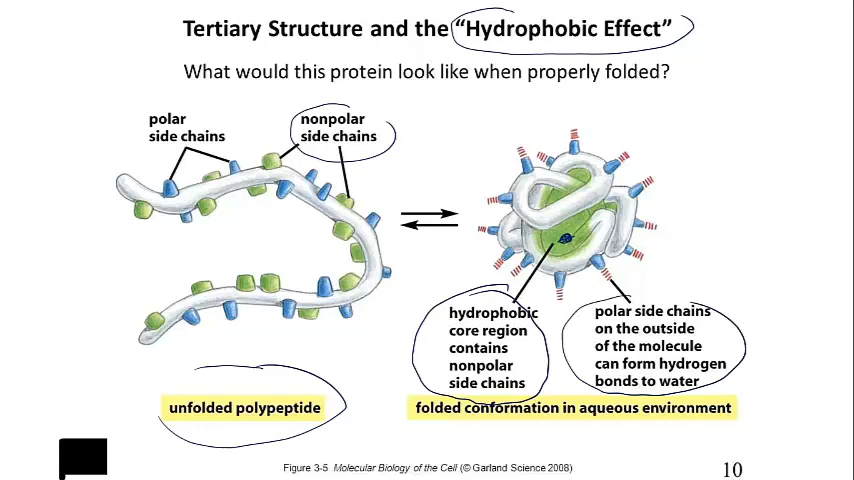 Tertiary Structure and the “Hydrophobic Effect”
What would this protein look like when properly folded?
polar
side chains
nonpolar
side chains
hydrophobic
core region
contains
nonpolar
side chains
polar side chains
on the outside
of the molecule
can form hydrogen
bonds to water
unfolded polypeptide
folded conformation in aqueous environment
Figure 3-5 Molecular Biology of the Cell (© Garland Science 2008)
10